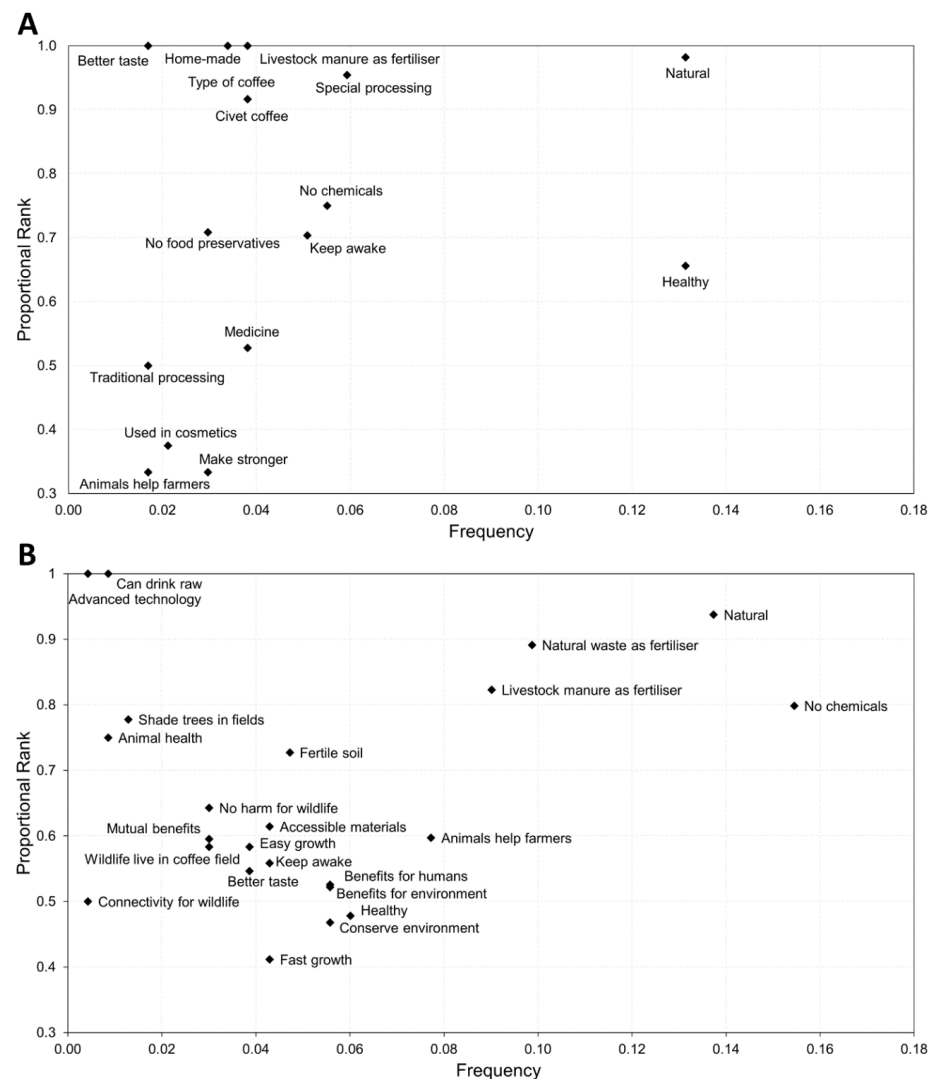 A
1.0
Better taste
Home-made
Livestock manure as fertiliser
Natural
Type of coffee
Special processing
0.9
Civet coffee
0.8
No chemicals
0.7
No food preservatives
Keep awake
Proportional Rank
Healthy
0.6
Medicine
0.5
Traditional processing
0.4
Used in cosmetics
Make stronger
Animals help farmers
0.3
0.00 0.02 0.04 0.06 0.08 0.10 0.12 0.14 0.16 0.18
Frequency
B
1
Can drink raw
Advanced technology
Natural
0.9
Natural waste as fertiliser
Livestock manure as fertiliser
0.8
No chemicals
Shade trees in fields
Animal health
Fertile soil
0.7
Proportional Rank
No harm for wildlife
Accessible materials
Mutual benefits
0.6
Animals help farmers
Easy growth
Wildlife live in coffee field
Keep awake
Better taste
Benefits for humans
Benefits for environment
0.5
Connectivity for wildlife
Healthy
Conserve environment
0.4
Fast growth
0.3
0.00 0.02 0.04 0.06 0.08 0.10 0.12 0.14 0.16 0.18
Frequency